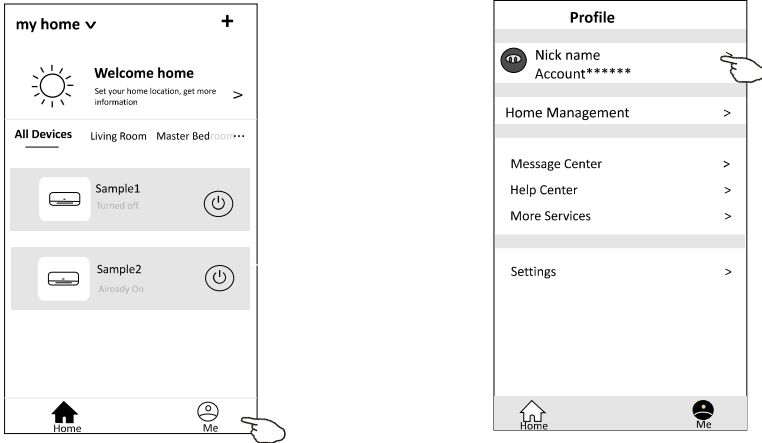 my home
Welcome home
Set your home location, get more
information
All Devices Living Room Master Bedroom...
Sample1
Turned off
Sample2
Already On
Home Me
Profile
Nick name
Account******
Home Management >
Message Center >
Help Center >
More Services >
Settings >
Home Me